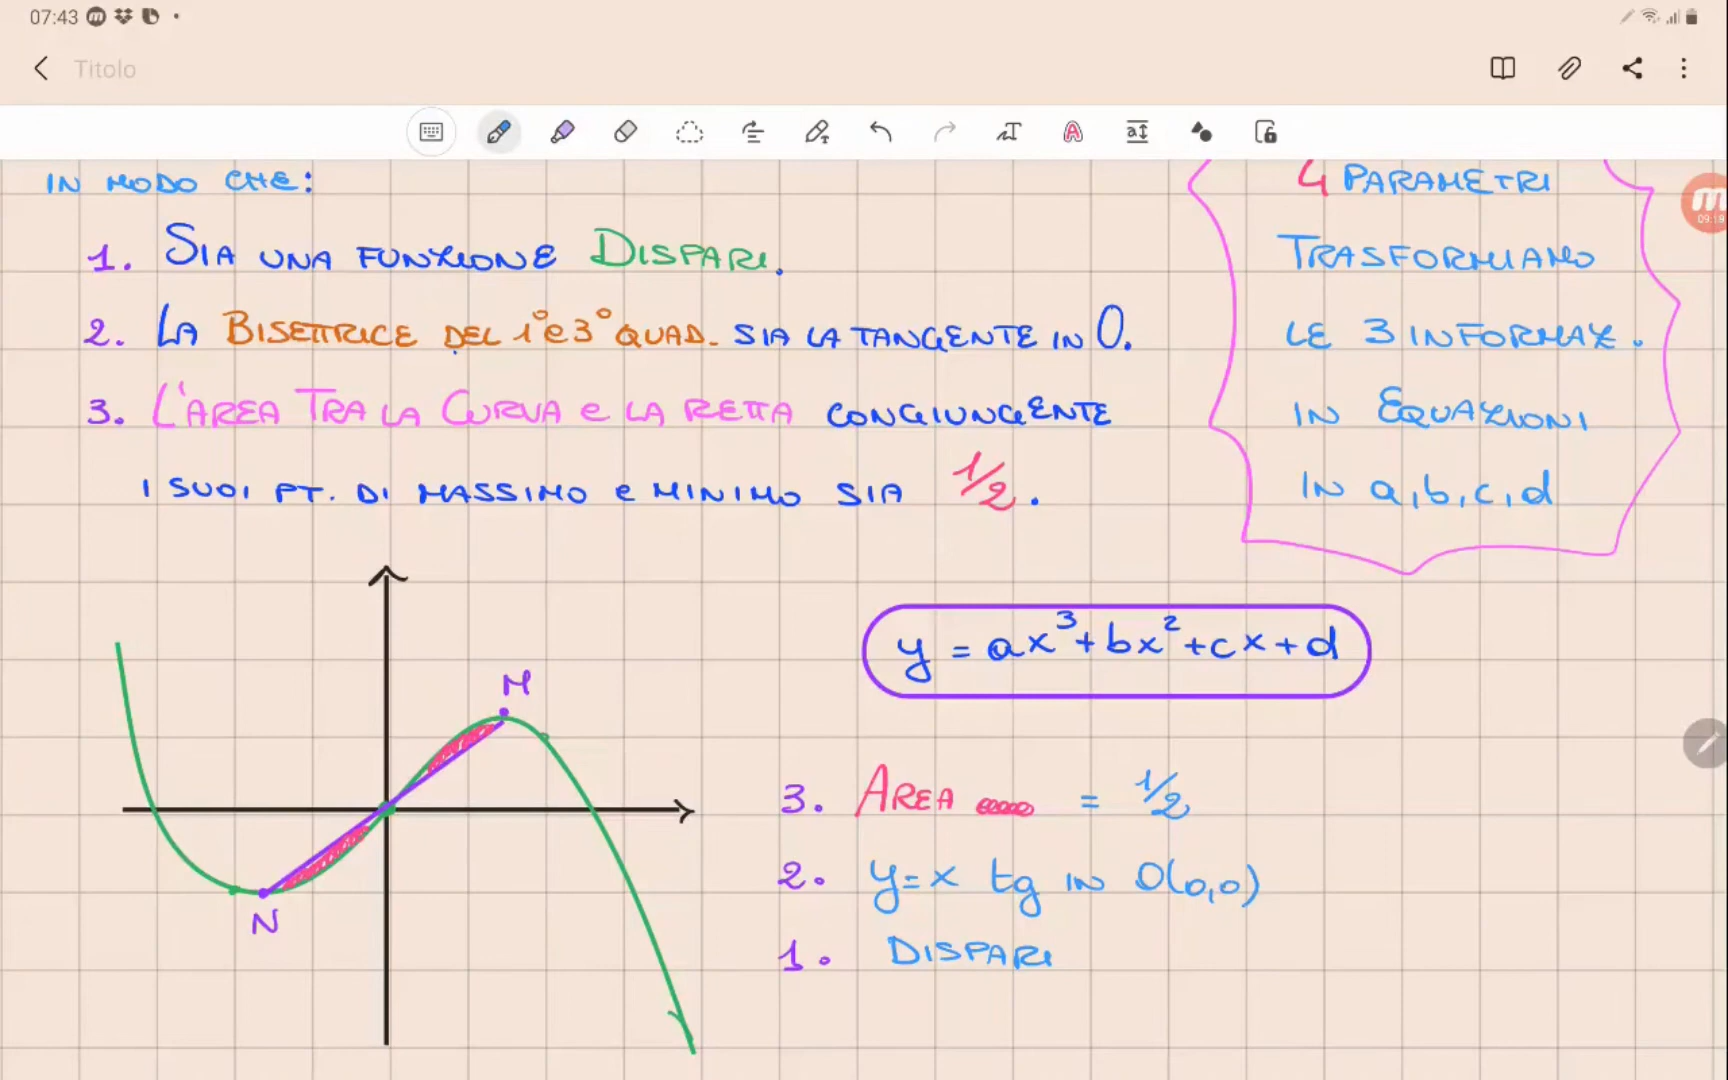 07:43
Titolo
IN MODO CHE:
1. SIA UNA FUNZIONE DISPARI.
2. LA BISETTRICE DEL 1° e 3° QUAD. SIA LA TANGENTE IN O.
3. L'AREA TRA LA CURVA e LA RETTA CONGIUNGENTE
I SUOI PT. DI MASSIMO e MINIMO SIA 1/2.
4 PARAMETRI
TRASFORMIAMO
LE 3 INFORMAZ.
IN EQUAZIONI
IN a,b,c,d
09:19
M
N
y = ax³+bx²+cx+d
3. AREA = 1/2
2. y=x tg IN O(0,0)
1. DISPARI